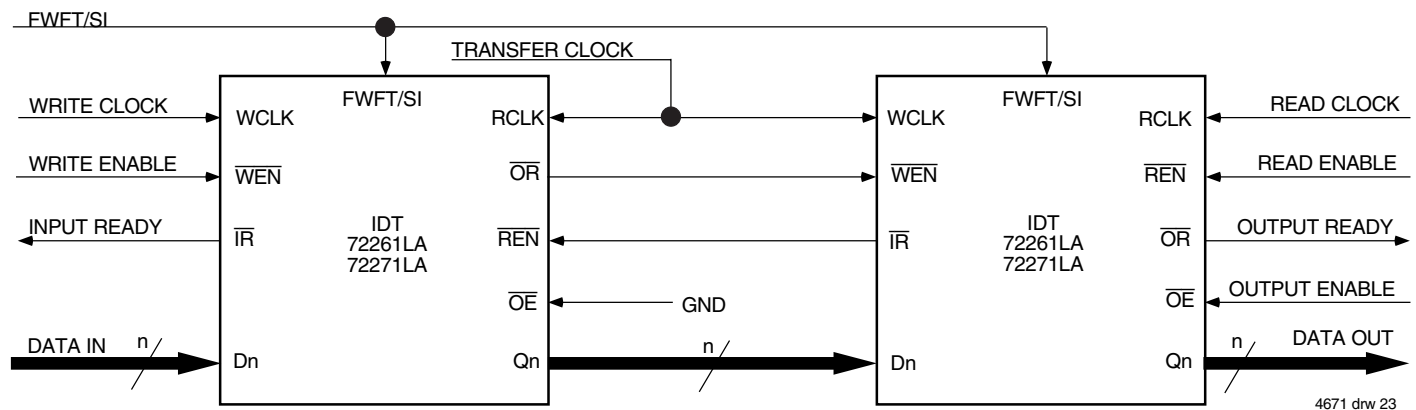 FWFT/SI
TRANSFER CLOCK
FWFT/SI
FWFT/SI
WRITE CLOCK
WCLK
RCLK
WCLK
RCLK
READ CLOCK
WRITE ENABLE
WEN
OR
WEN
REN
READ ENABLE
INPUT READY
IR
IDT
72261LA
72271LA
REN
IR
IDT
72261LA
72271LA
OR
OUTPUT READY
OE
GND
OE
OUTPUT ENABLE
DATA IN
n
Dn
Qn
n
Dn
Qn
n
DATA OUT
4671 drw 23